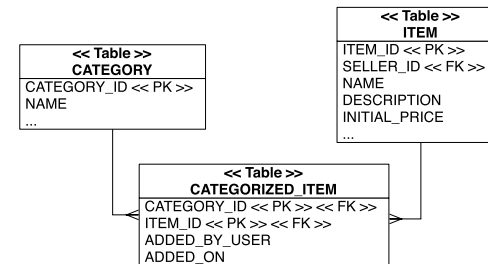 << Table >>
CATEGORY
CATEGORY_ID << PK >>
NAME
...
<< Table >>
ITEM
ITEM_ID << PK >>
SELLER_ID << FK >>
NAME
DESCRIPTION
INITIAL_PRICE
...
<< Table >>
CATEGORIZED_ITEM
CATEGORY_ID << PK >> << FK >>
ITEM_ID << PK >> << FK >>
ADDED_BY_USER
ADDED_ON